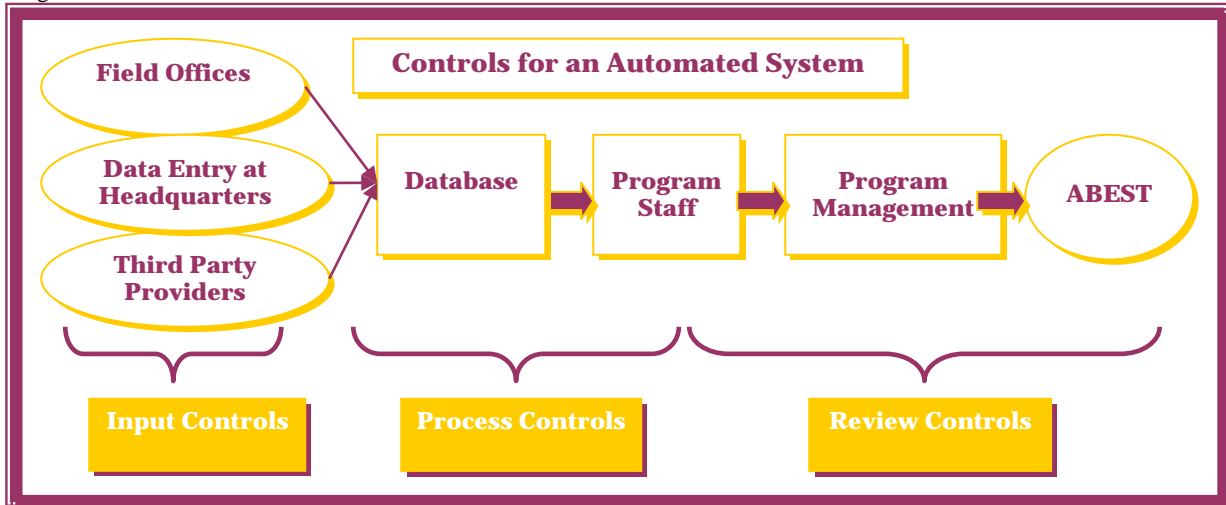 Controls for an Automated System
Field Offices
Data Entry at
Headquarters
Third Party
Providers
Database
Program
Staff
Program
Management
ABEST
Input Controls
Process Controls
Review Controls